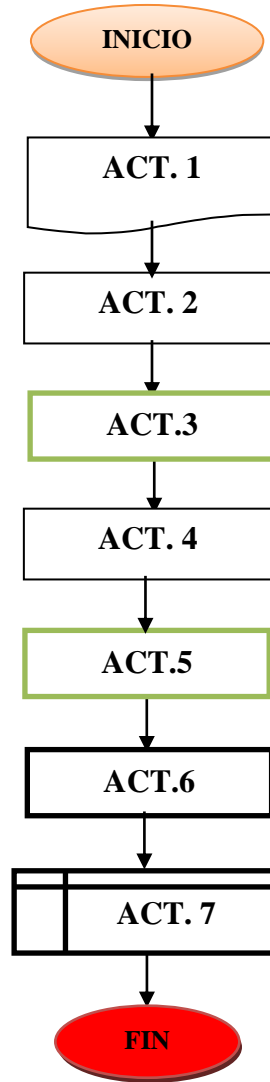 INICIO
ACT. 1
ACT. 2
ACT.3
ACT. 4
ACT.5
ACT.6
ACT. 7
FIN